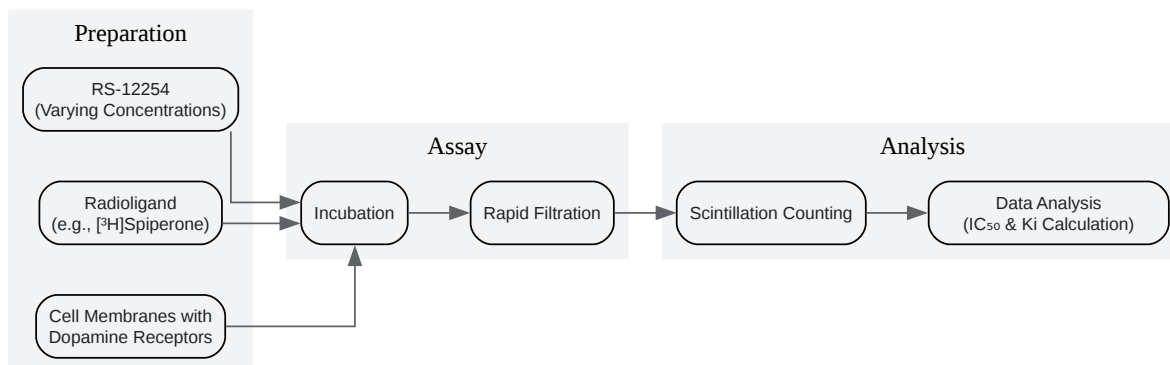 Preparation
RS-12254
(Varying Concentrations)
Radioligand
(e.g., [³H]Spiperone)
Cell Membranes with
Dopamine Receptors
Assay
Incubation
Rapid Filtration
Analysis
Scintillation Counting
Data Analysis
(IC₅₀ & Ki Calculation)